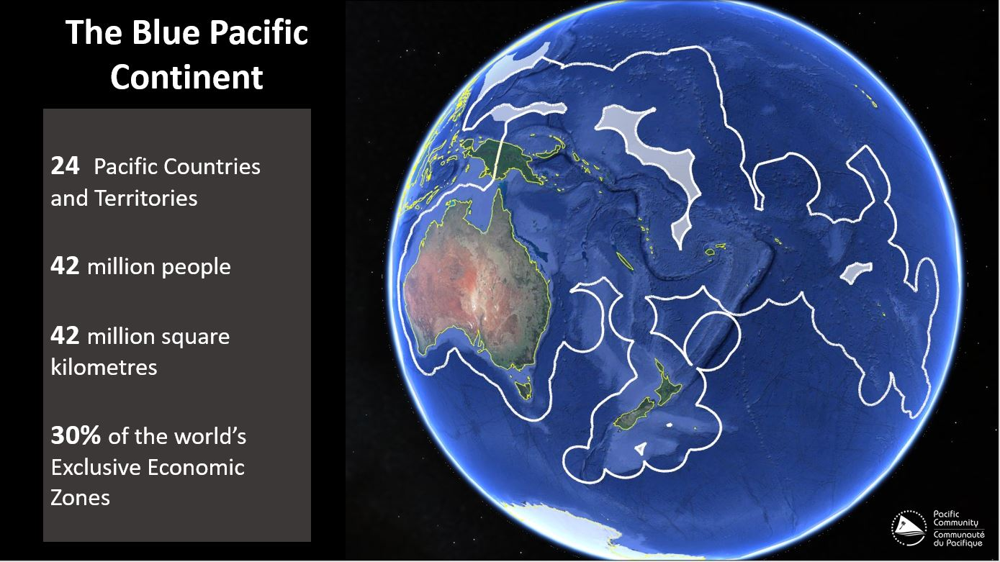 The Blue Pacific
Continent
24 Pacific Countries
and Territories
42 million people
42 million square
kilometres
30% of the world's
Exclusive Economic
Zones
Pacific
Community
Communauté
du Pacifique